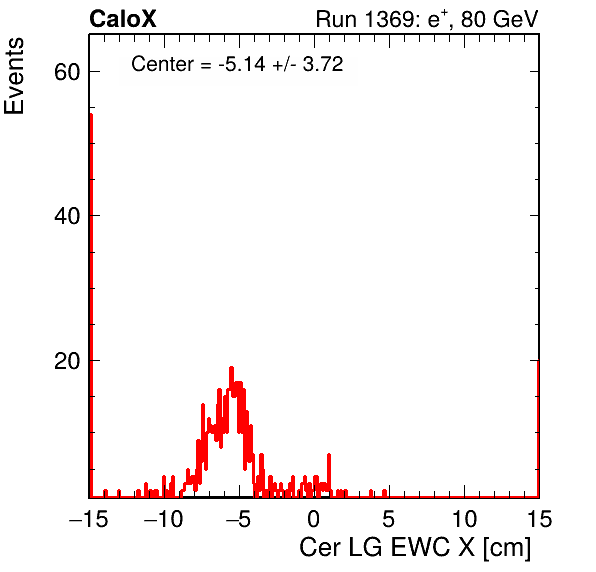 CaloX Run 1369: e⁺, 80 GeV
Center = -5.14 +/- 3.72
Events
60
40
20
−15 −10 −5 0 5 10 15
Cer LG EWC X [cm]